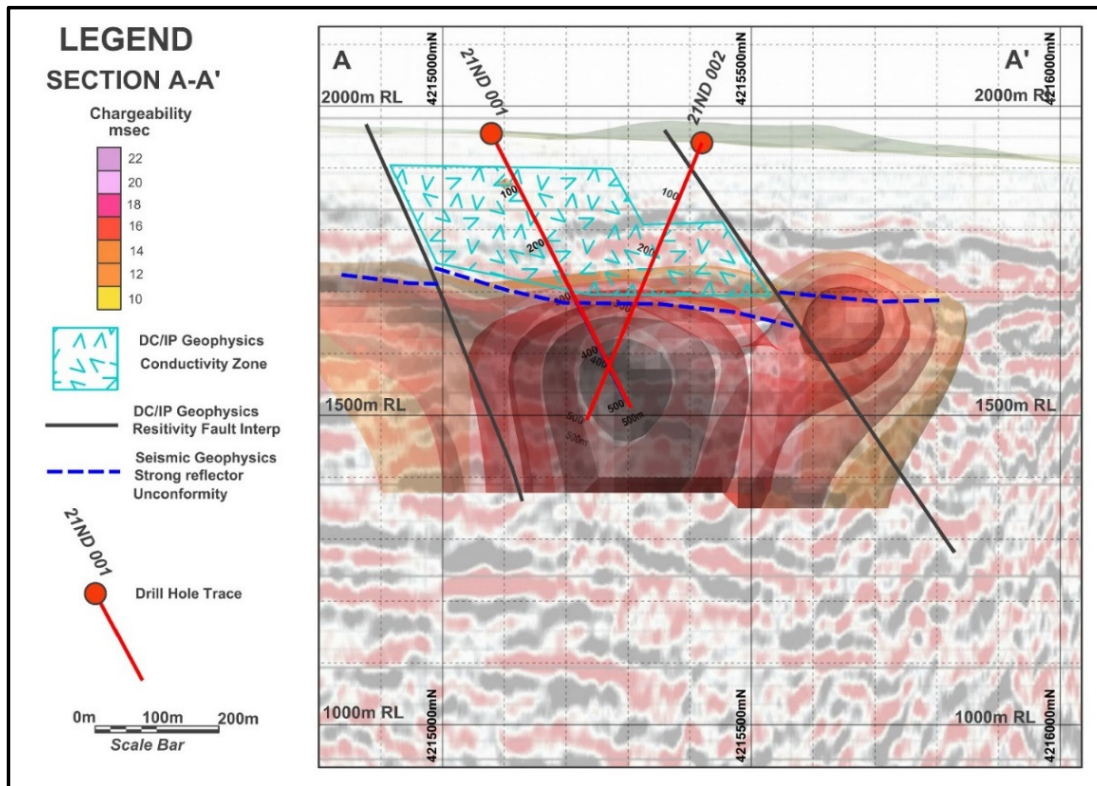 LEGEND
SECTION A-A'
Chargeability
msec
22
20
18
16
14
12
10
DC/IP Geophysics
Conductivity Zone
DC/IP Geophysics
Resitivity Fault Interp
Seismic Geophysics
Strong reflector
Unconformity
21ND 001
Drill Hole Trace
0m 100m 200m
Scale Bar
A
4215000mN
21ND 001
21ND 002
4215500mN
A'
4216000mN
2000m RL
2000m RL
100
100
200
200
300
300
400
400
1500m RL
500
500m
500
500m
1500m RL
1000m RL
4215000mN
4215500mN
1000m RL
4216000mN